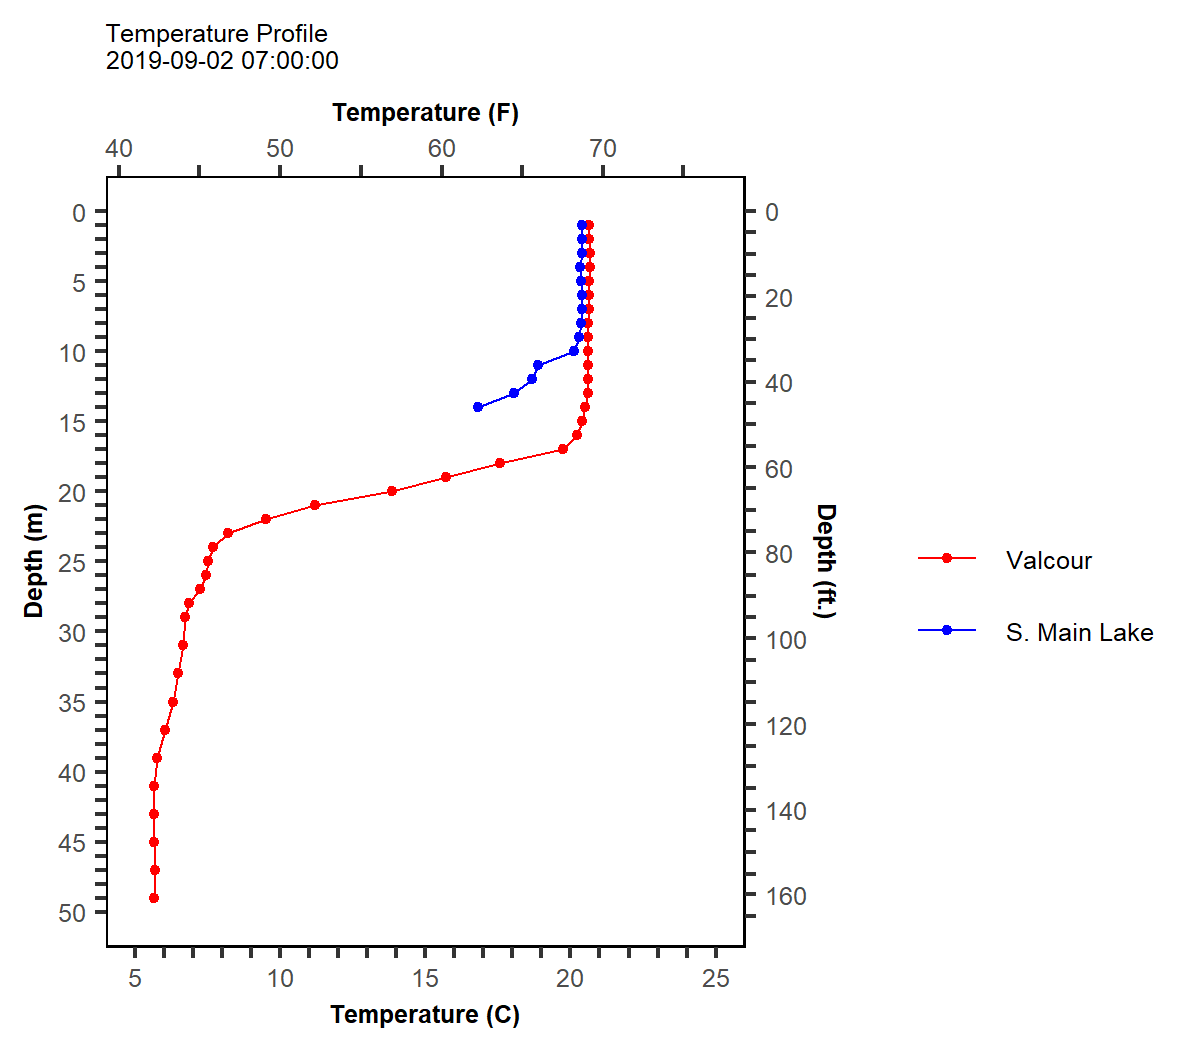 Temperature Profile
2019-09-02 07:00:00
Temperature (F)
40 50 60 70
0
5
10
15
20
25
30
35
40
45
50
Depth (m)
0
20
40
60
80
100
120
140
160
Depth (ft.)
5 10 15 20 25
Temperature (C)
Valcour
S. Main Lake